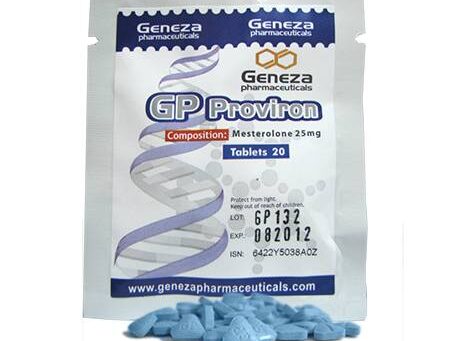 Geneza Geneza
pharmaceuticals pharmaceuticals
Geneza
pharmaceuticals
GP Proviron
Composition: Mesterolone 25mg
Tablets 20
Protect from light.
Keep out of reach of children.
LOT: GP132
EXP.: 082012
ISN: 6422Y5038A0Z
www.genezapharmaceuticals.com